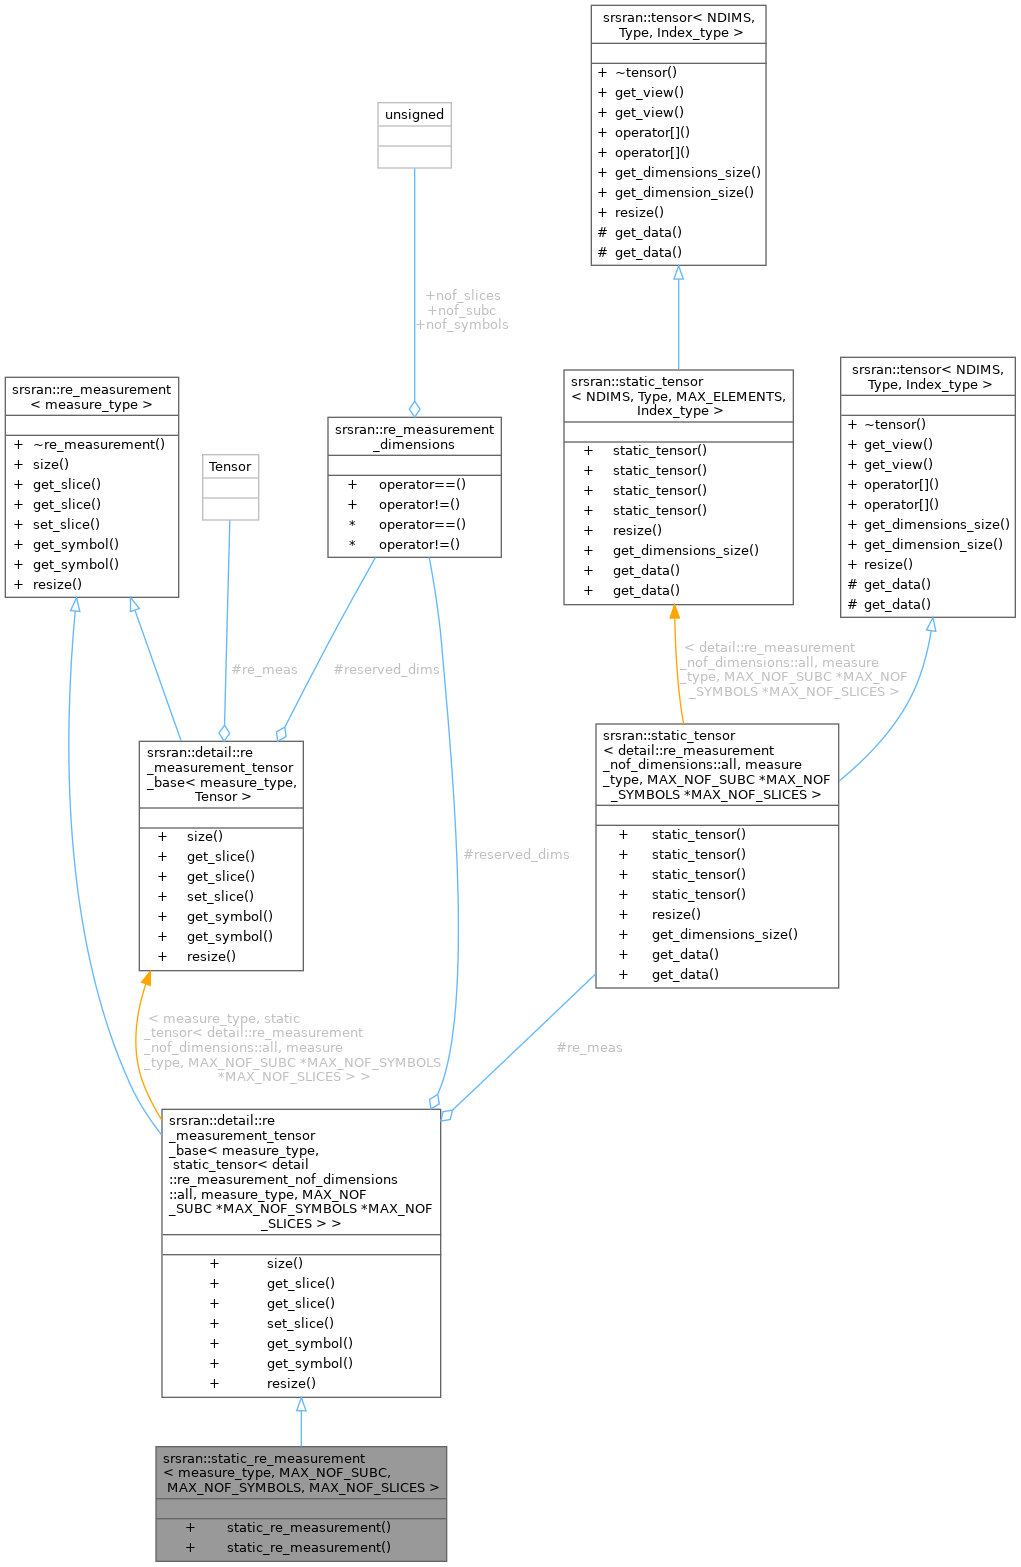 srsran::tensor< NDIMS,
Type, Index_type >
+ ~tensor()
+ get_view()
+ get_view()
+ operator[]()
+ operator[]()
+ get_dimensions_size()
+ get_dimension_size()
+ resize()
# get_data()
# get_data()
unsigned
+nof_slices
+nof_subc
+nof_symbols
srsran::re_measurement
< measure_type >
+ ~re_measurement()
+ size()
+ get_slice()
+ get_slice()
+ set_slice()
+ get_symbol()
+ get_symbol()
+ resize()
Tensor
srsran::re_measurement
_dimensions
+ operator==()
+ operator!=()
* operator==()
* operator!=()
srsran::static_tensor
< NDIMS, Type, MAX_ELEMENTS,
Index_type >
+ static_tensor()
+ static_tensor()
+ static_tensor()
+ static_tensor()
+ resize()
+ get_dimensions_size()
+ get_data()
+ get_data()
srsran::tensor< NDIMS,
Type, Index_type >
+ ~tensor()
+ get_view()
+ get_view()
+ operator[]()
+ operator[]()
+ get_dimensions_size()
+ get_dimension_size()
+ resize()
# get_data()
# get_data()
#re_meas
#reserved_dims
< detail::re_measurement
_nof_dimensions::all, measure
_type, MAX_NOF_SUBC *MAX_NOF
_SYMBOLS *MAX_NOF_SLICES >
srsran::detail::re
_measurement_tensor
_base< measure_type,
Tensor >
+ size()
+ get_slice()
+ get_slice()
+ set_slice()
+ get_symbol()
+ get_symbol()
+ resize()
#reserved_dims
srsran::static_tensor
< detail::re_measurement
_nof_dimensions::all, measure
_type, MAX_NOF_SUBC *MAX_NOF
_SYMBOLS *MAX_NOF_SLICES >
+ static_tensor()
+ static_tensor()
+ static_tensor()
+ static_tensor()
+ resize()
+ get_dimensions_size()
+ get_data()
+ get_data()
< measure_type, static
_tensor< detail::re_measurement
_nof_dimensions::all, measure
_type, MAX_NOF_SUBC *MAX_NOF_SYMBOLS
*MAX_NOF_SLICES > >
#re_meas
srsran::detail::re
_measurement_tensor
_base< measure_type,
static_tensor< detail
::re_measurement_nof_dimensions
::all, measure_type, MAX_NOF
_SUBC *MAX_NOF_SYMBOLS *MAX_NOF
_SLICES > >
+ size()
+ get_slice()
+ get_slice()
+ set_slice()
+ get_symbol()
+ get_symbol()
+ resize()
srsran::static_re_measurement
< measure_type, MAX_NOF_SUBC,
MAX_NOF_SYMBOLS, MAX_NOF_SLICES >
+ static_re_measurement()
+ static_re_measurement()